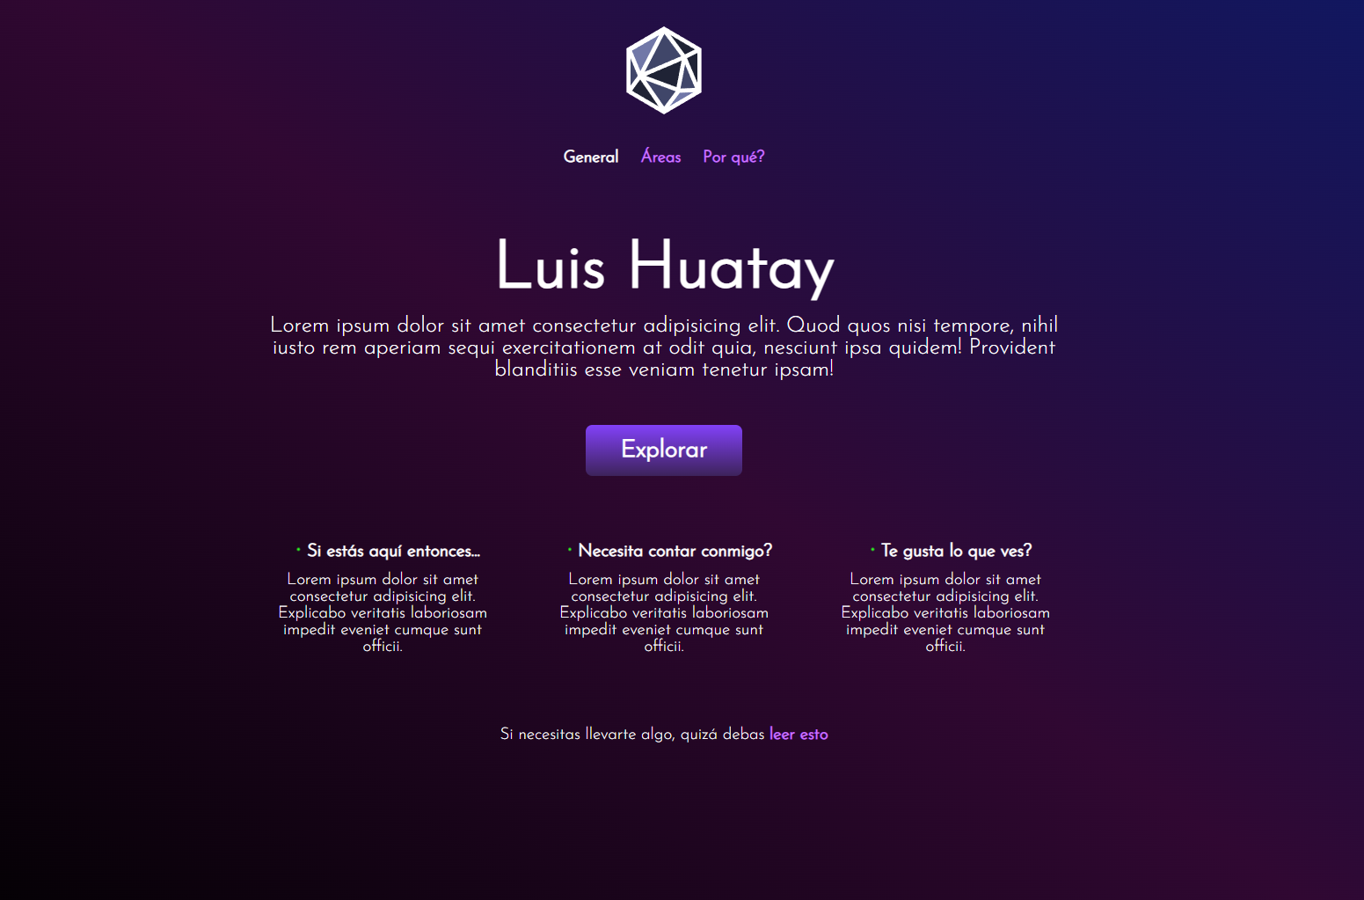 General Áreas Por qué?
Luis Huatay
Lorem ipsum dolor sit amet consectetur adipisicing elit. Quod quos nisi tempore, nihil
iusto rem aperiam sequi exercitationem at odit quia, nesciunt ipsa quidem! Provident
blanditiis esse veniam tenetur ipsam!
Explorar
· Si estás aquí entonces...
Lorem ipsum dolor sit amet
consectetur adipisicing elit.
Explicabo veritatis laboriosam
impedit eveniet cumque sunt
officii.
· Necesita contar conmigo?
Lorem ipsum dolor sit amet
consectetur adipisicing elit.
Explicabo veritatis laboriosam
impedit eveniet cumque sunt
officii.
· Te gusta lo que ves?
Lorem ipsum dolor sit amet
consectetur adipisicing elit.
Explicabo veritatis laboriosam
impedit eveniet cumque sunt
officii.
Si necesitas llevarte algo, quizá debas leer esto